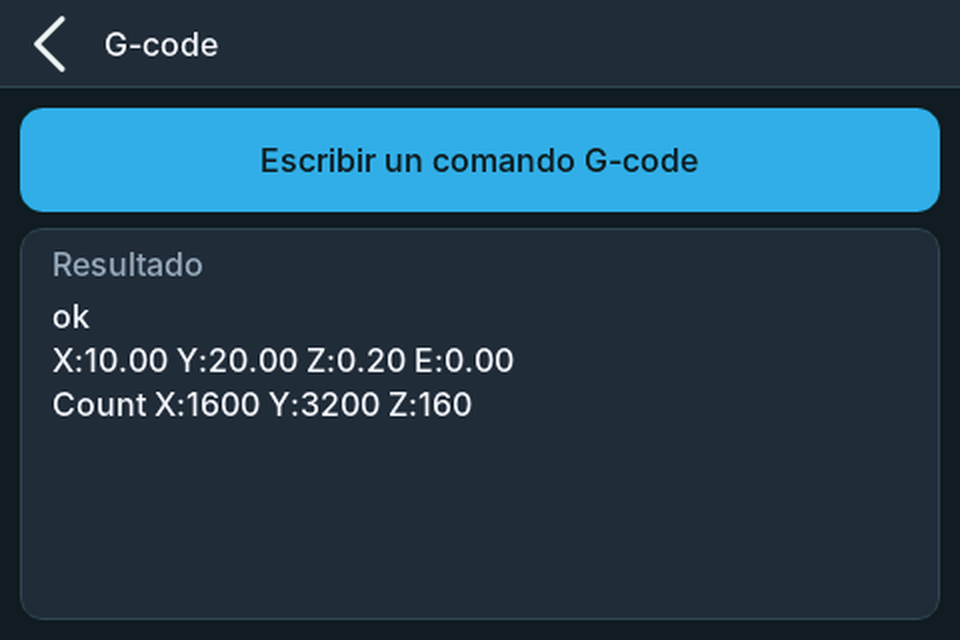 G-code
Escribir un comando G-code
Resultado
ok
X:10.00 Y:20.00 Z:0.20 E:0.00
Count X:1600 Y:3200 Z:160